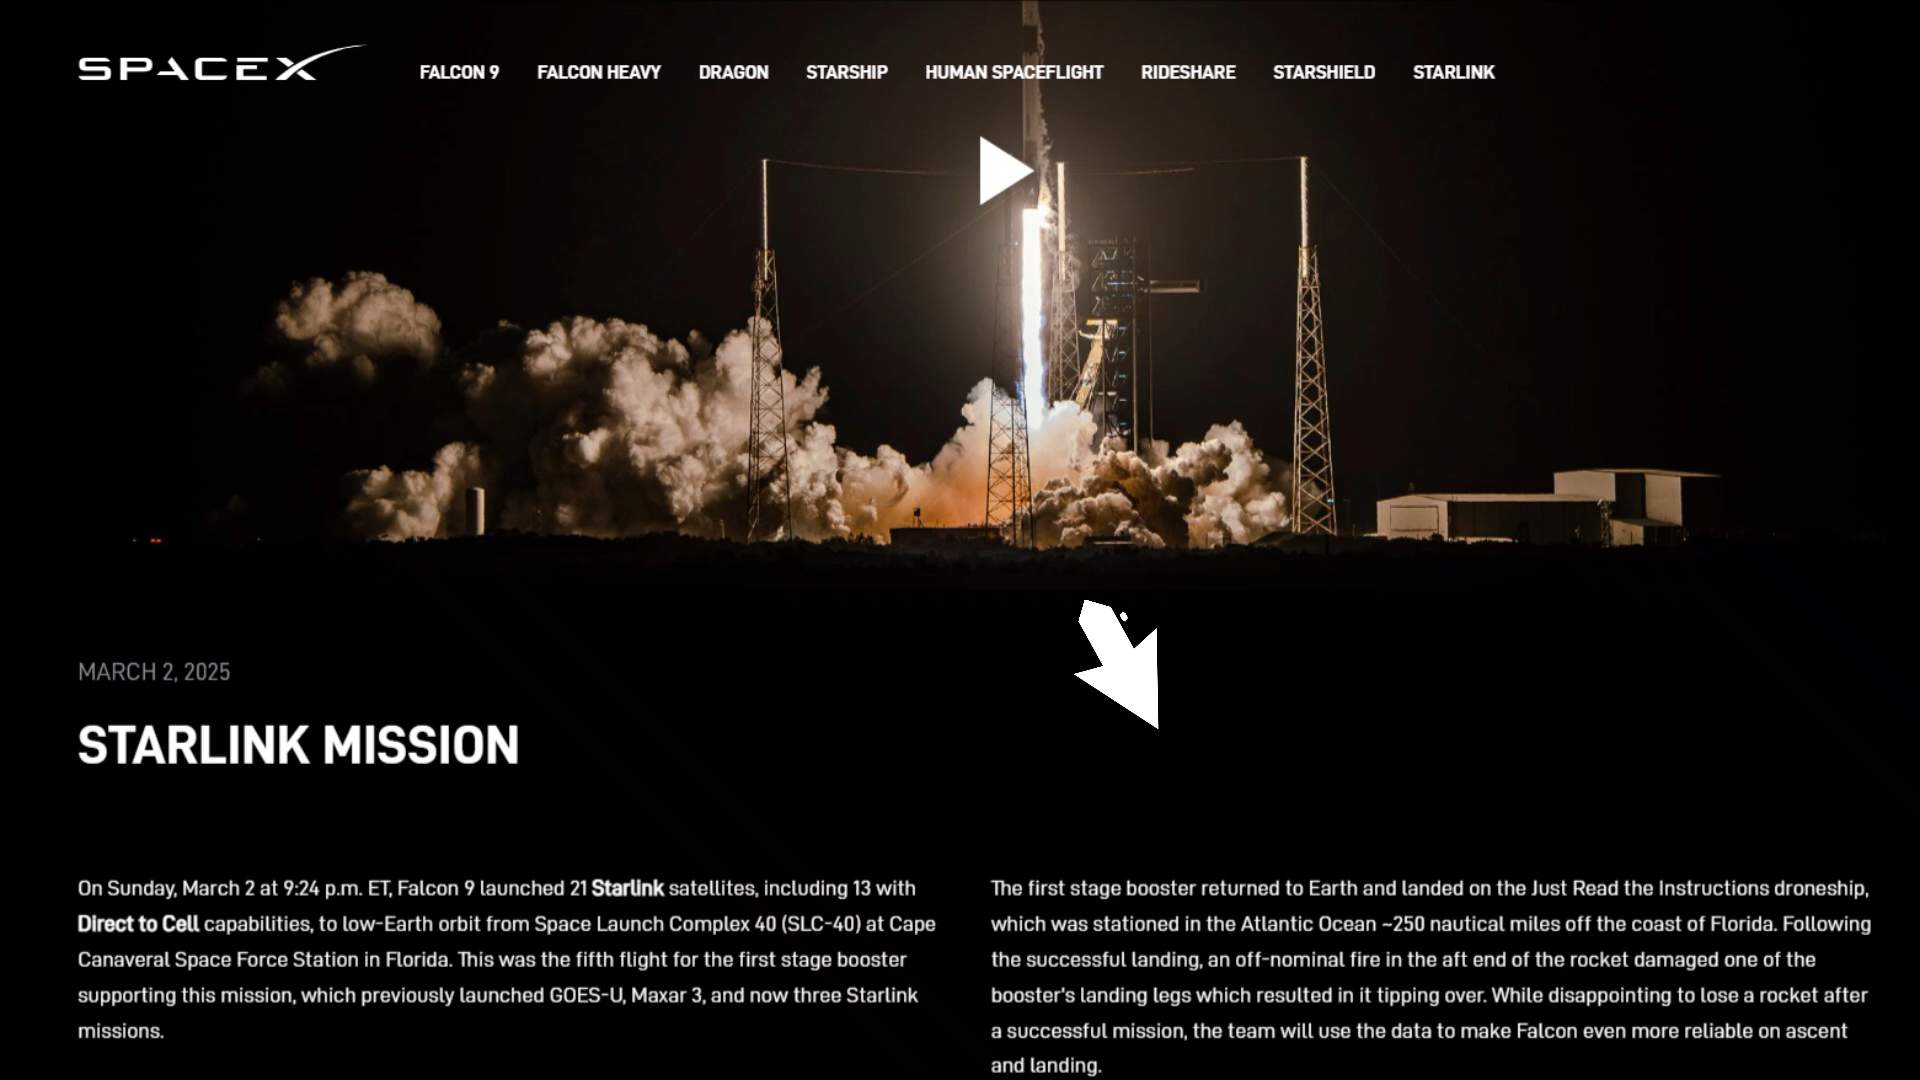 SPACEX
FALCON 9 FALCON HEAVY DRAGON STARSHIP HUMAN SPACEFLIGHT RIDESHARE STARSHIELD STARLINK
MARCH 2, 2025
STARLINK MISSION
On Sunday, March 2 at 9:24 p.m. ET, Falcon 9 launched 21 Starlink satellites, including 13 with
Direct to Cell capabilities, to low-Earth orbit from Space Launch Complex 40 (SLC-40) at Cape
Canaveral Space Force Station in Florida. This was the fifth flight for the first stage booster
supporting this mission, which previously launched GOES-U, Maxar 3, and now three Starlink
missions.
The first stage booster returned to Earth and landed on the Just Read the Instructions droneship,
which was stationed in the Atlantic Ocean ~250 nautical miles off the coast of Florida. Following
the successful landing, an off-nominal fire in the aft end of the rocket damaged one of the
booster's landing legs which resulted in it tipping over. While disappointing to lose a rocket after
a successful mission, the team will use the data to make Falcon even more reliable on ascent
and landing.